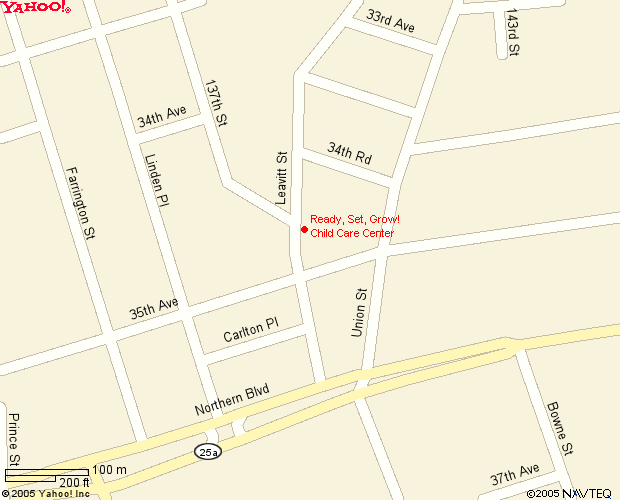 YAHOO!
33rd Ave
143rd St
137th St
34th Ave
34th Rd
Leavitt St
Linden Pl
Farrington St
Ready, Set, Grow!
Child Care Center
35th Ave
Carlton Pl
Union St
Northern Blvd
25a
Bowne St
Prince St
37th Ave
100 m
200 ft
©2005 Yahoo! Inc
©2005 NAVTEQ